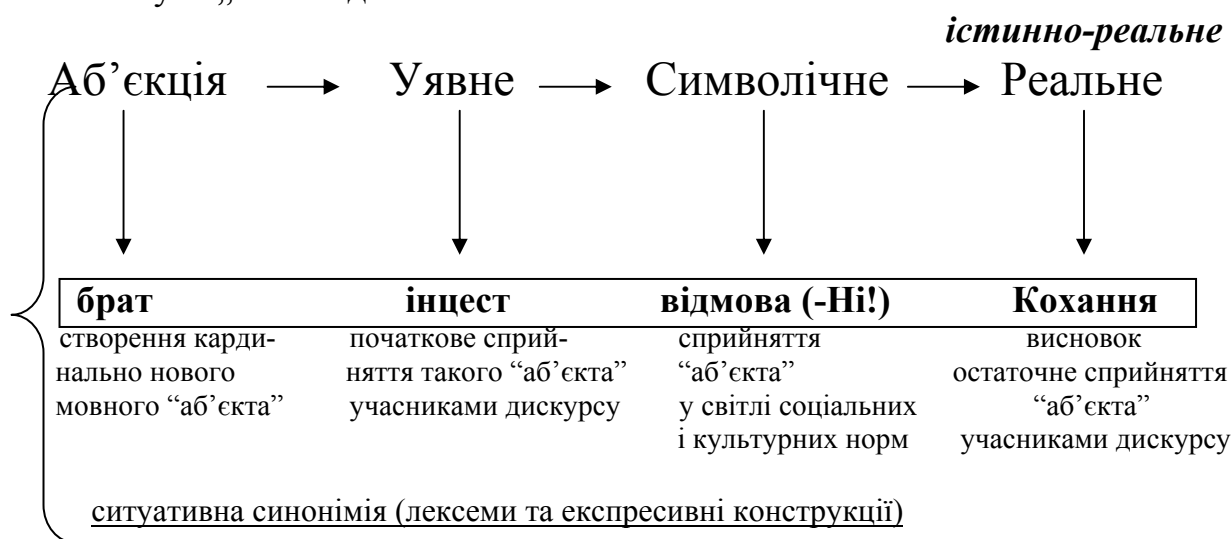 істинно-реальне
Аб’єкція Уявне Символічне Реальне
брат інцест відмова (-Ні!) Кохання
створення карди- початкове сприй- сприйняття висновок
нально нового няття такого “аб’єкта” “аб’єкта” остаточне сприйняття
мовного “аб’єкта” учасниками дискурсу у світлі соціальних “аб’єкта”
і культурних норм учасниками дискурсу
ситуативна синонімія (лексеми та експресивні конструкції)